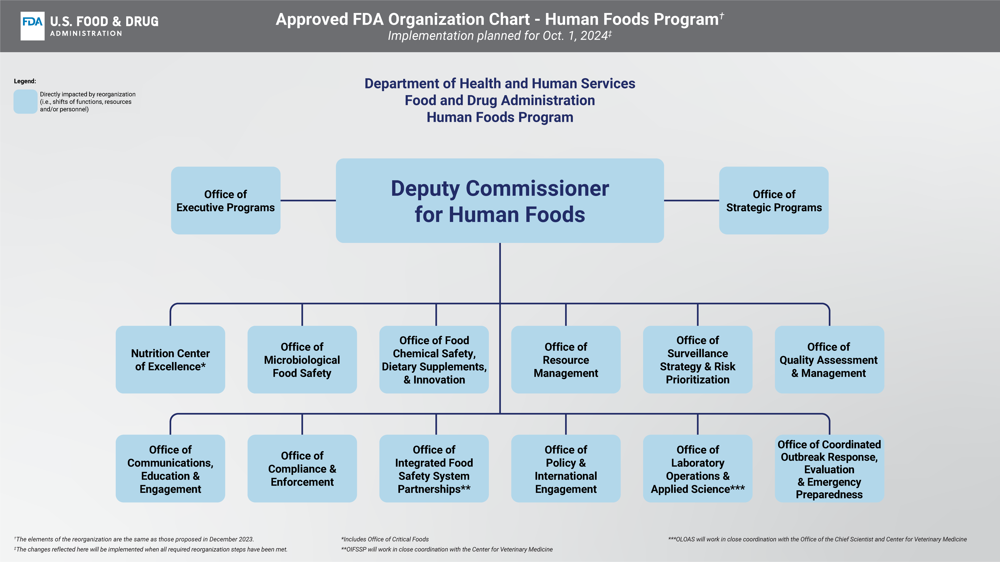 FDA
U.S. FOOD & DRUG
ADMINISTRATION
Approved FDA Organization Chart - Human Foods Program†
Implementation planned for Oct. 1, 2024‡
Legend:
Directly impacted by reorganization
(i.e., shifts of functions, resources
and/or personnel)
Department of Health and Human Services
Food and Drug Administration
Human Foods Program
Office of
Executive Programs
Deputy Commissioner
for Human Foods
Office of
Strategic Programs
Nutrition Center
of Excellence*
Office of
Microbiological
Food Safety
Office of Food
Chemical Safety,
Dietary Supplements,
& Innovation
Office of
Resource
Management
Office of
Surveillance
Strategy & Risk
Prioritization
Office of
Quality Assessment
& Management
Office of
Communications,
Education &
Engagement
Office of
Compliance &
Enforcement
Office of
Integrated Food
Safety System
Partnerships**
Office of
Policy &
International
Engagement
Office of
Laboratory
Operations &
Applied Science***
Office of Coordinated
Outbreak Response,
Evaluation
& Emergency
Preparedness
†The elements of the reorganization are the same as those proposed in December 2023.
‡The changes reflected here will be implemented when all required reorganization steps have been met.
*Includes Office of Critical Foods
**OIFSSP will work in close coordination with the Center for Veterinary Medicine
***OLOAS will work in close coordination with the Office of the Chief Scientist and Center for Veterinary Medicine